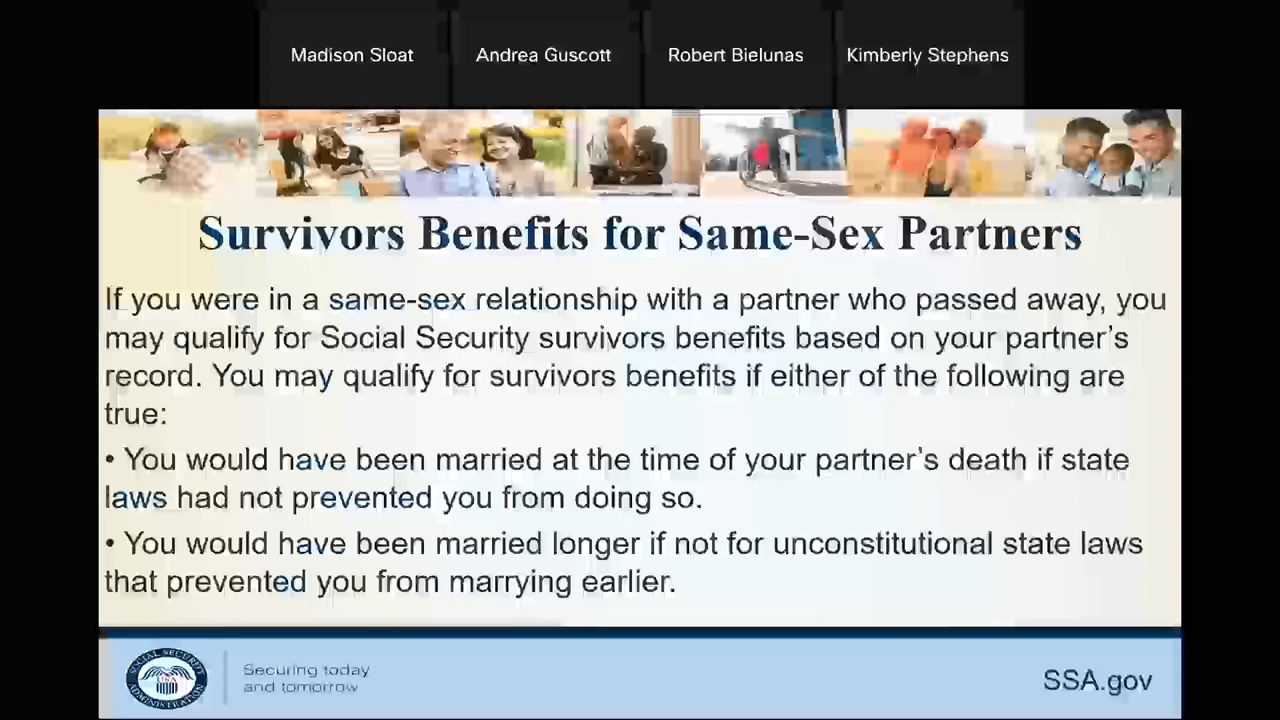 Madison Sloat
Andrea Guscott
Robert Bielunas
Kimberly Stephens
Survivors Benefits for Same-Sex Partners
If you were in a same-sex relationship with a partner who passed away, you
may qualify for Social Security survivors benefits based on your partner’s
record. You may qualify for survivors benefits if either of the following are
true:
• You would have been married at the time of your partner’s death if state
laws had not prevented you from doing so.
• You would have been married longer if not for unconstitutional state laws
that prevented you from marrying earlier.
SOCIAL SECURITY
USA
ADMINISTRATION
Securing today
and tomorrow
SSA.gov